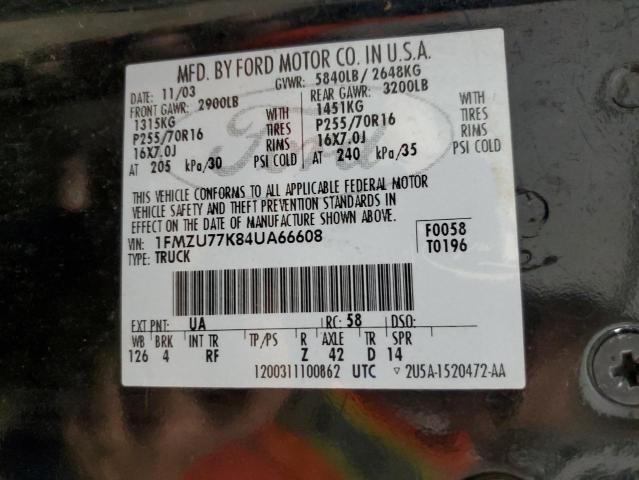 MFD. BY FORD MOTOR CO. IN U.S.A.
DATE: 11/03 GVWR: 5840LB / 2648KG
FRONT GAWR: 2900LB REAR GAWR: 3200LB
1315KG WITH 1451KG WITH
P255/70R16 TIRES P255/70R16 TIRES
16X7.0J RIMS 16X7.0J RIMS
AT 205 kPa/30 PSI COLD AT 240 kPa/35 PSI COLD
THIS VEHICLE CONFORMS TO ALL APPLICABLE FEDERAL MOTOR
VEHICLE SAFETY AND THEFT PREVENTION STANDARDS IN
EFFECT ON THE DATE OF MANUFACTURE SHOWN ABOVE.
VIN: 1FMZU77K84UA66608 F0058
TYPE: TRUCK T0196
EXT PNT: UA RC: 58 DSO:
WB BRK INT TR TP/PS R AXLE TR SPR
126 4 RF Z 42 D 14
1200311100862 UTC ▽ 2U5A-1520472-AA
Ford